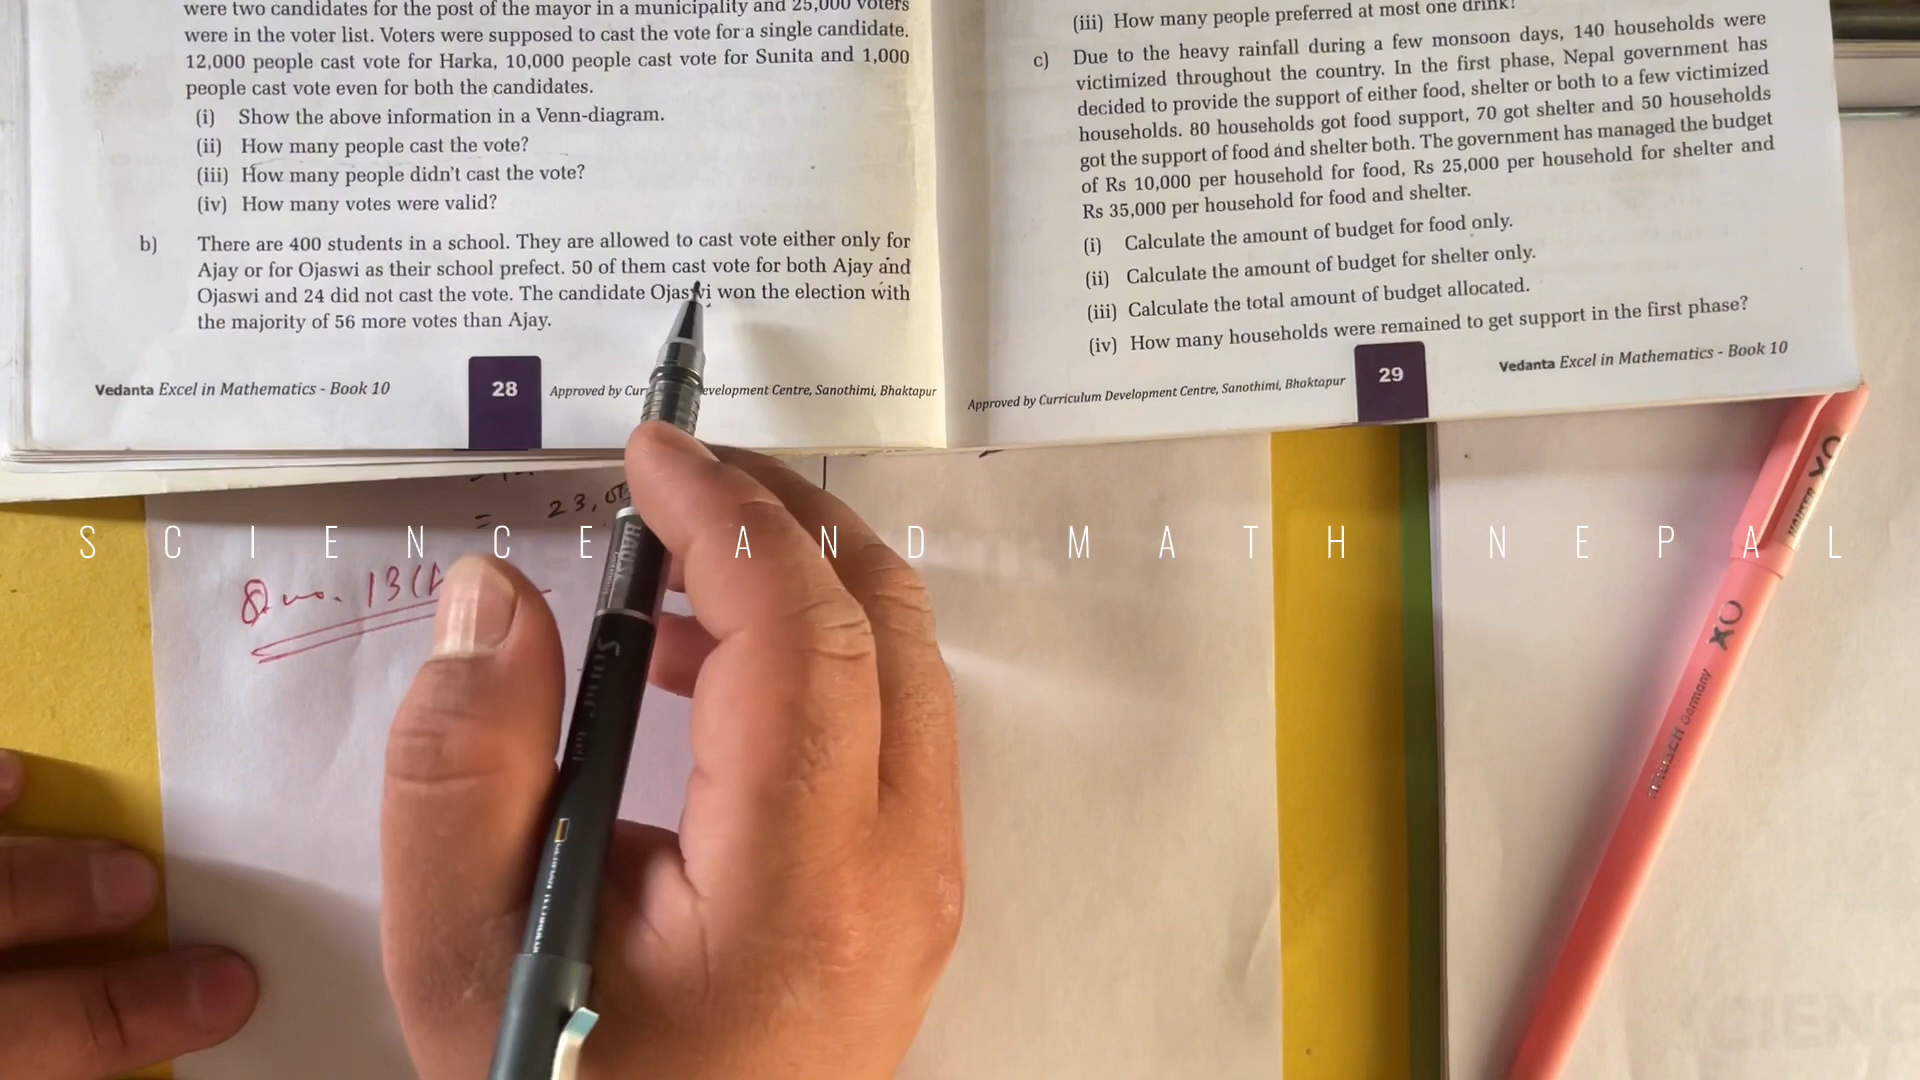 were two candidates for the post of the mayor in a municipality and 25,000 voters
were in the voter list. Voters were supposed to cast the vote for a single candidate.
12,000 people cast vote for Harka, 10,000 people cast vote for Sunita and 1,000
people cast vote even for both the candidates.
(i) Show the above information in a Venn-diagram.
(ii) How many people cast the vote?
(iii) How many people didn't cast the vote?
(iv) How many votes were valid?
b) There are 400 students in a school. They are allowed to cast vote either only for
Ajay or for Ojaswi as their school prefect. 50 of them cast vote for both Ajay and
Ojaswi and 24 did not cast the vote. The candidate Ojaswi won the election with
the majority of 56 more votes than Ajay.
Vedanta Excel in Mathematics - Book 10
28
Approved by Cur evelopment Centre, Sanothimi, Bhaktapur
(iii) How many people preferred at most one drink?
c) Due to the heavy rainfall during a few monsoon days, 140 households were
victimized throughout the country. In the first phase, Nepal government has
decided to provide the support of either food, shelter or both to a few victimized
households. 80 households got food support, 70 got shelter and 50 households
got the support of food and shelter both. The government has managed the budget
of Rs 10,000 per household for food, Rs 25,000 per household for shelter and
Rs 35,000 per household for food and shelter.
(i) Calculate the amount of budget for food only.
(ii) Calculate the amount of budget for shelter only.
(iii) Calculate the total amount of budget allocated.
(iv) How many households were remained to get support in the first phase?
Approved by Curriculum Development Centre, Sanothimi, Bhaktapur
29
Vedanta Excel in Mathematics - Book 10
= 23,0
SCIENCE AND MATH NEPAL
Q no. 13(
XO
HAUSER
XO
HAUSER Germany